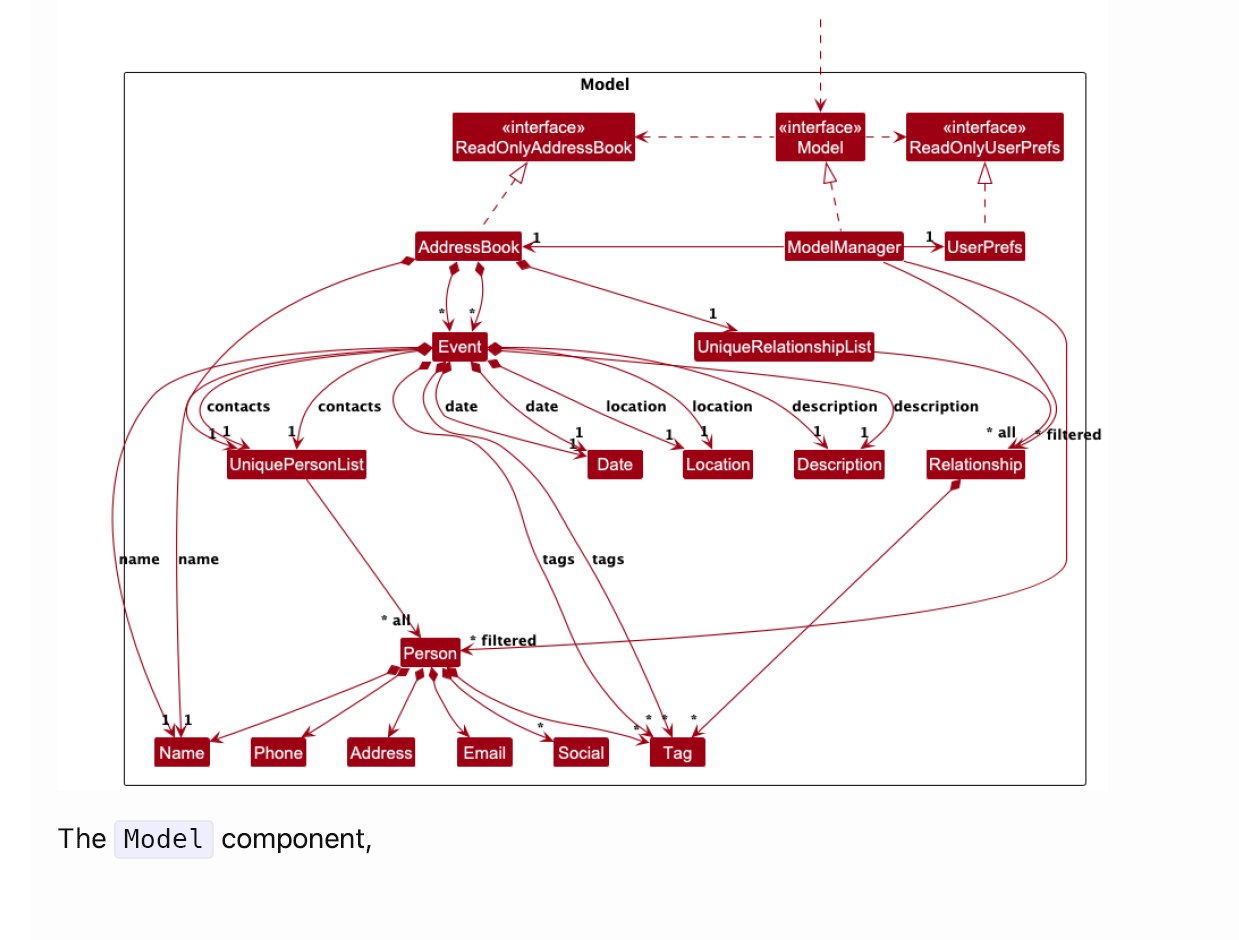 Model
«interface»
ReadOnlyAddressBook
«interface»
Model
«interface»
ReadOnlyUserPrefs
AddressBook
1
ModelManager
1
UserPrefs
*
*
1
Event
UniqueRelationshipList
contacts
contacts
date
date
location
location
description
description
1
1
1
1
1
1
1
1
1
* all
* filtered
UniquePersonList
Date
Location
Description
Relationship
name
name
tags
tags
* all
* filtered
Person
1
1
*
*
*
*
*
Name
Phone
Address
Email
Social
Tag
The Model component,